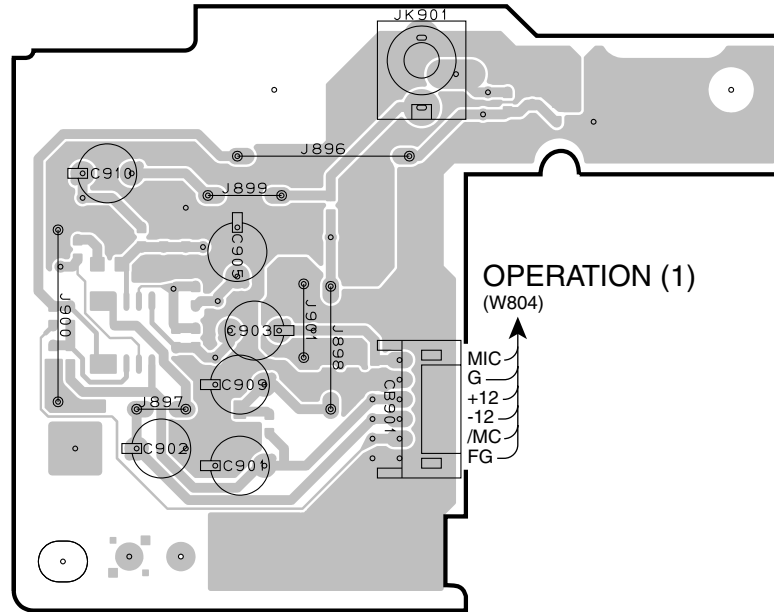 JK901
J896
C910
J899
C905
OPERATION (1)
(W804)
J900
C903
J901
J898
MIC
G
+12
-12
/MC
FG
CB901
C909
J897
C902
C901